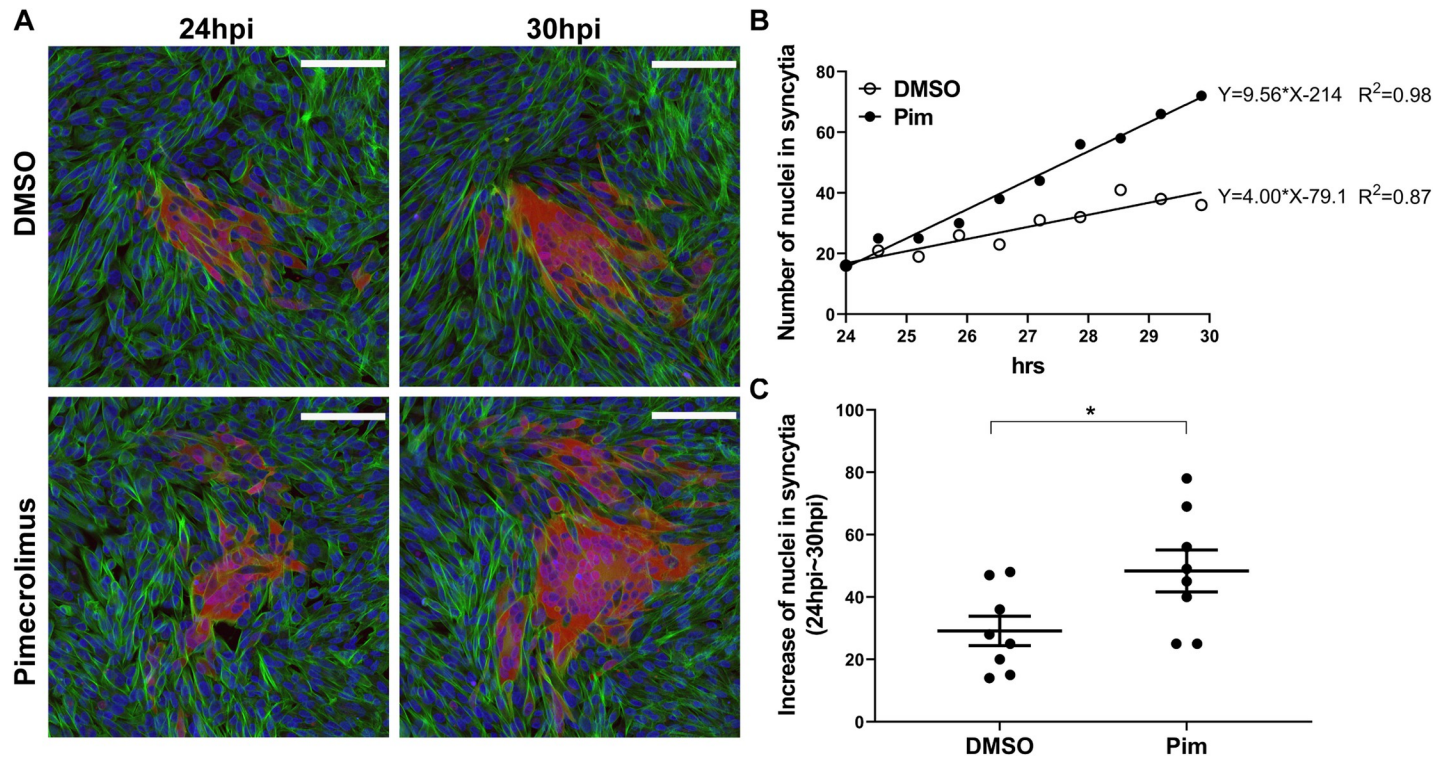 A
24hpi
30hpi
DMSO
Pimecrolimus
B
Number of nuclei in syncytia
80
60
40
20
0
DMSO
Pim
Y=9.56*X-214 R²=0.98
Y=4.00*X-79.1 R²=0.87
24 25 26 27 28 29 30
hrs
C
Increase of nuclei in syncytia
(24hpi~30hpi)
100
80
60
40
20
0
*
DMSO Pim